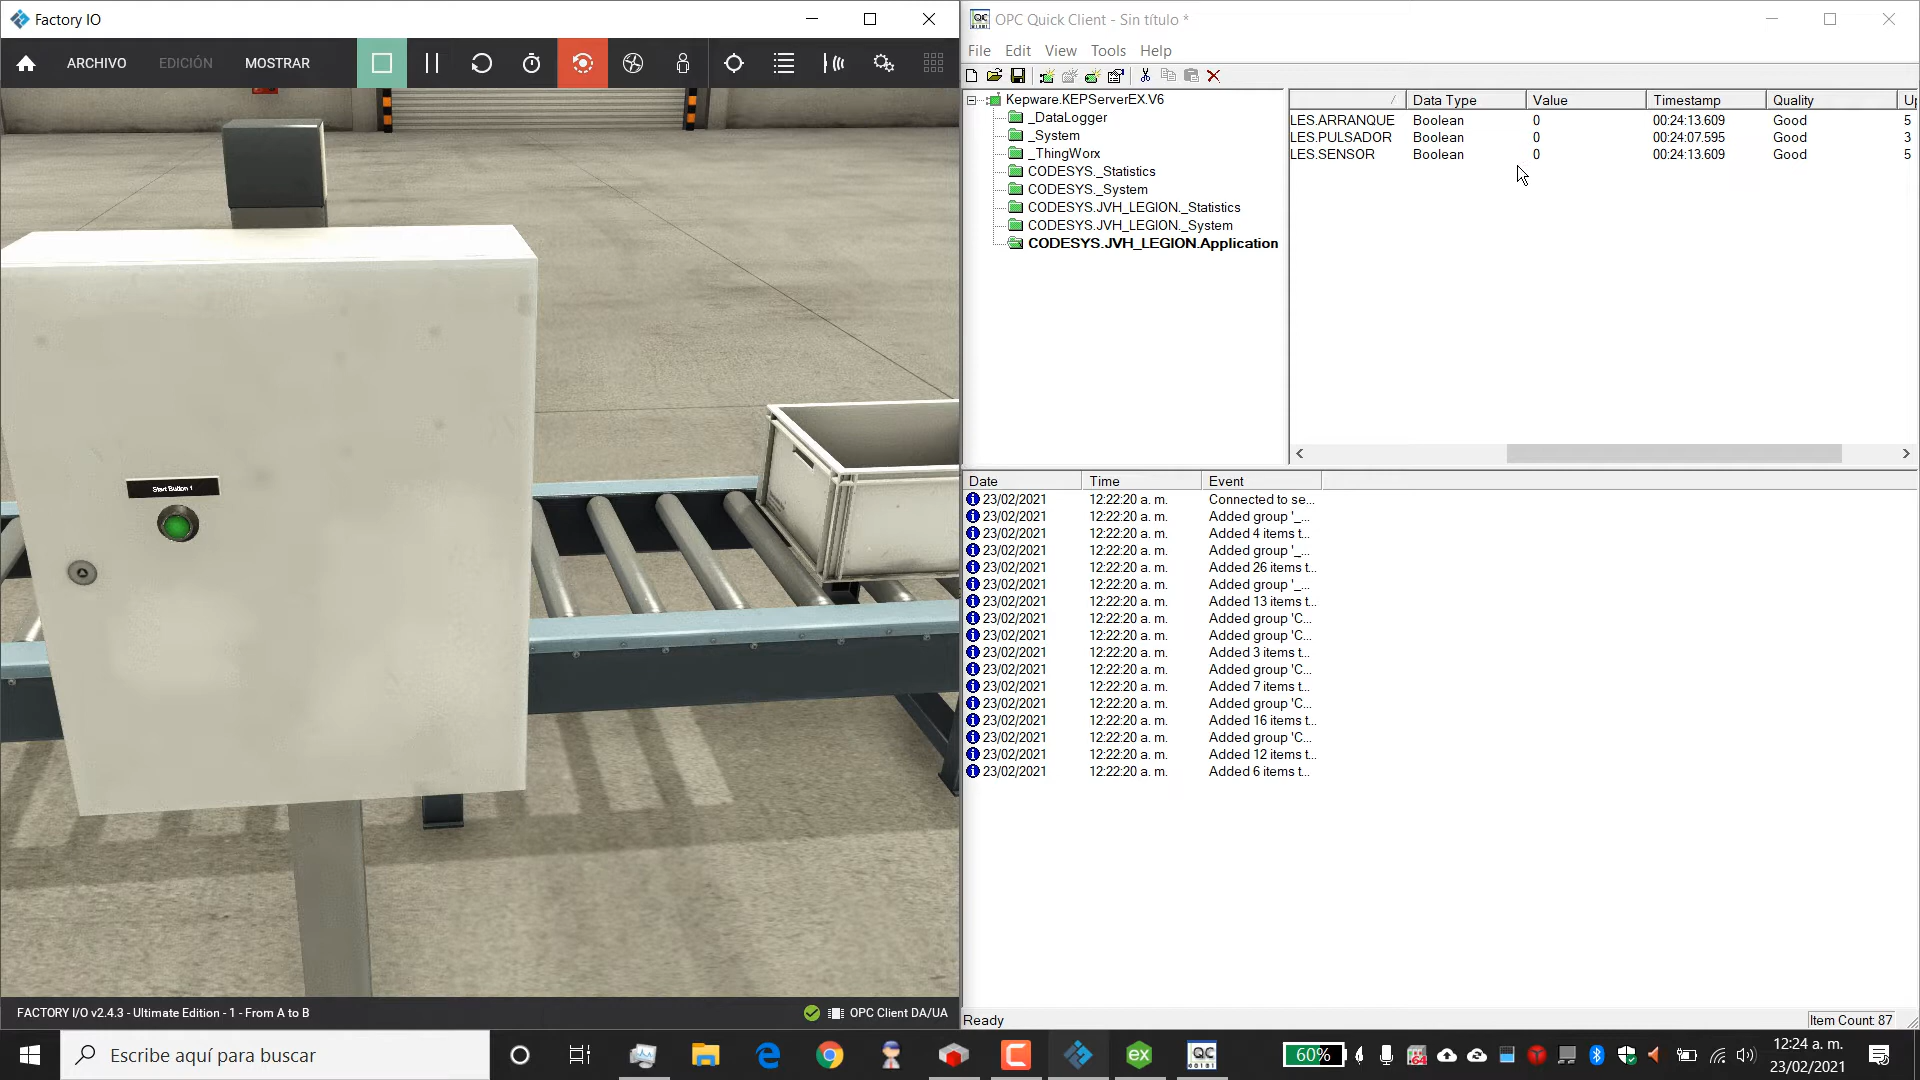 Factory IO
ARCHIVO EDICIÓN MOSTRAR
Start Button 1
FACTORY I/O v2.4.3 - Ultimate Edition - 1 - From A to B
OPC Client DA/UA
OPC Quick Client - Sin título *
File Edit View Tools Help
Kepware.KEPServerEX.V6
_DataLogger
_System
_ThingWorx
CODESYS._Statistics
CODESYS._System
CODESYS.JVH_LEGION._Statistics
CODESYS.JVH_LEGION._System
CODESYS.JVH_LEGION.Application
Data Type Value Timestamp Quality Up
LES.ARRANQUE Boolean 0 00:24:13.609 Good 5
LES.PULSADOR Boolean 0 00:24:07.595 Good 3
LES.SENSOR Boolean 0 00:24:13.609 Good 5
Date Time Event
23/02/2021 12:22:20 a. m. Connected to se...
23/02/2021 12:22:20 a. m. Added group '_...
23/02/2021 12:22:20 a. m. Added 4 items t...
23/02/2021 12:22:20 a. m. Added group '_...
23/02/2021 12:22:20 a. m. Added 26 items t...
23/02/2021 12:22:20 a. m. Added group '_...
23/02/2021 12:22:20 a. m. Added 13 items t...
23/02/2021 12:22:20 a. m. Added group 'C...
23/02/2021 12:22:20 a. m. Added group 'C...
23/02/2021 12:22:20 a. m. Added 3 items t...
23/02/2021 12:22:20 a. m. Added group 'C...
23/02/2021 12:22:20 a. m. Added 7 items t...
23/02/2021 12:22:20 a. m. Added group 'C...
23/02/2021 12:22:20 a. m. Added 16 items t...
23/02/2021 12:22:20 a. m. Added group 'C...
23/02/2021 12:22:20 a. m. Added 12 items t...
23/02/2021 12:22:20 a. m. Added 6 items t...
Ready
Item Count: 87
Escribe aquí para buscar
60%
12:24 a. m.
23/02/2021